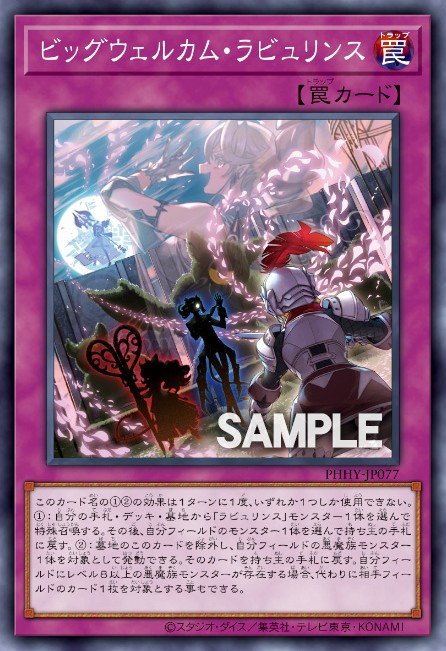 ビッグウェルカム・ラビュリンス
トラップ
罠
トラップ
【罠カード】
SAMPLE
PHHY-JP077
このカード名の①②の効果は1ターンに1度、いずれか1つしか使用できない。
①：自分の手札・デッキ・墓地から「ラビュリンス」モンスター1体を選んで
特殊召喚する。その後、自分フィールドのモンスター1体を選んで持ち主の手札
に戻す。②：墓地のこのカードを除外し、自分フィールドの悪魔族モンスター
1体を対象として発動できる。そのカードを持ち主の手札に戻す。自分フィー
ルドにレベル８以上の悪魔族モンスターが存在する場合、代わりに相手フィー
ルドのカード1枚を対象とする事もできる。
©スタジオ・ダイス／集英社・テレビ東京・KONAMI